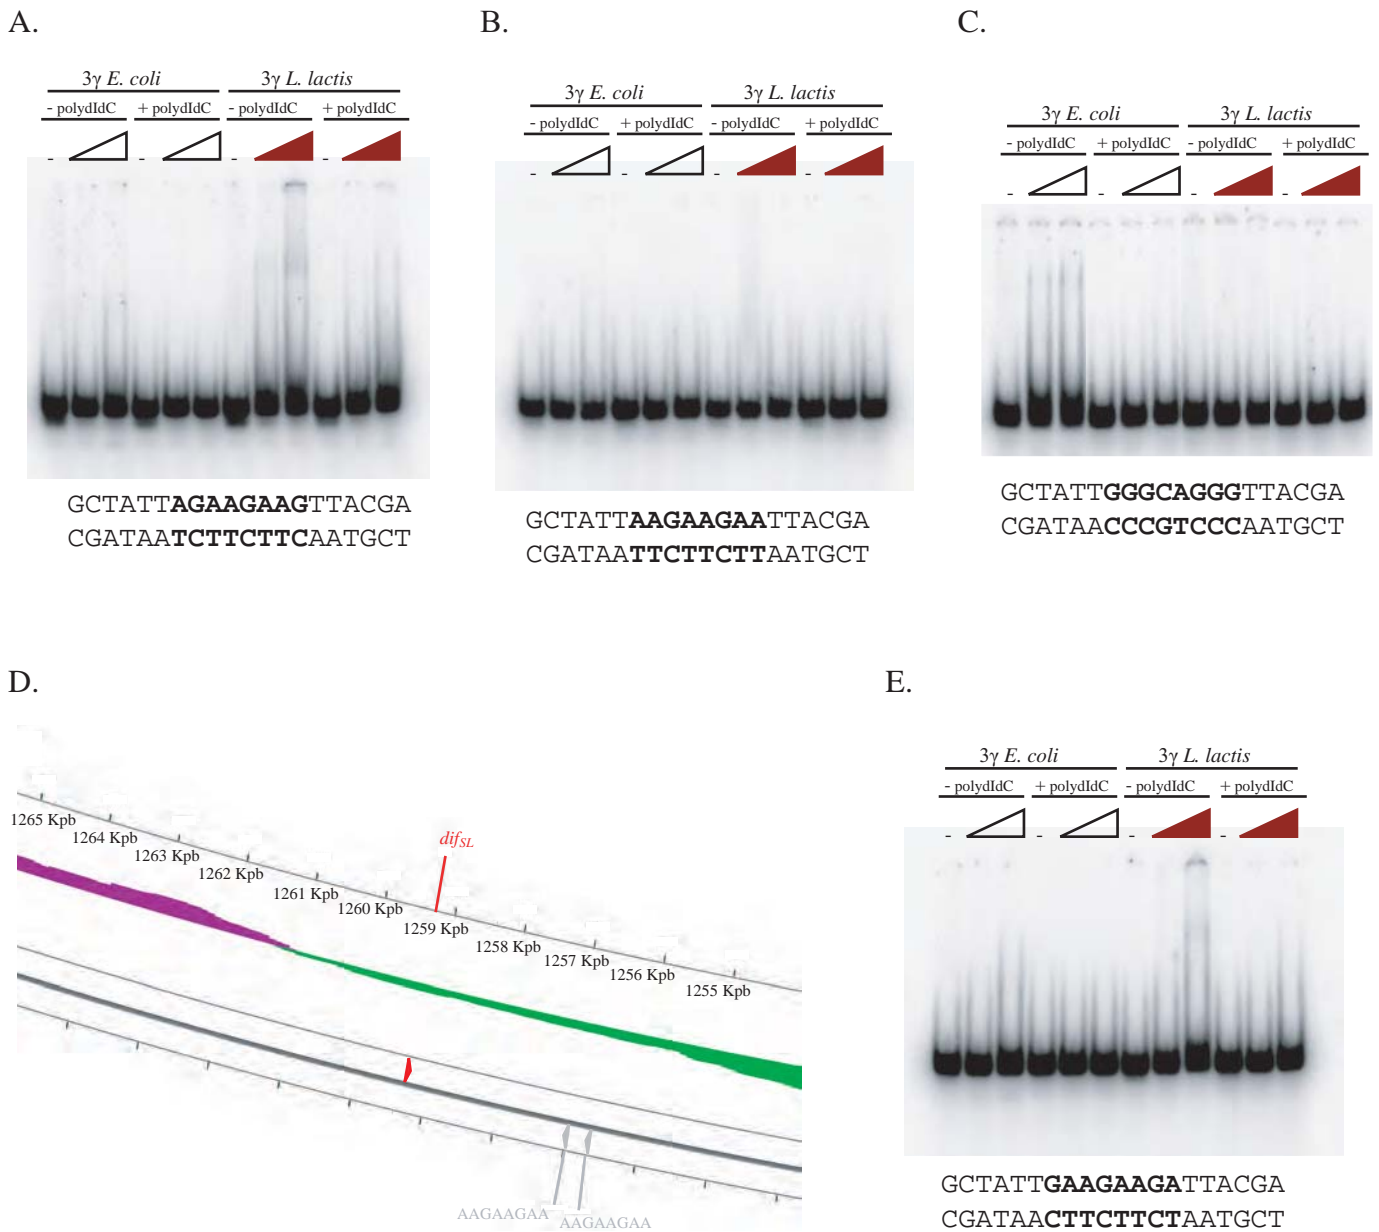 A.
3γ E. coli 3γ L. lactis
- polydIdC + polydIdC - polydIdC + polydIdC
- - - -
GCTATTAGAAGAAGTTACGA
CGATAATCTTCTTCAATGCT
B.
3γ E. coli 3γ L. lactis
- polydIdC + polydIdC - polydIdC + polydIdC
- - - -
GCTATTAAGAAGAATTACGA
CGATAATTCTTCTTAATGCT
C.
3γ E. coli 3γ L. lactis
- polydIdC + polydIdC - polydIdC + polydIdC
- - - -
GCTATTGGGCAGGGTTACGA
CGATAACCCGTCCCAATGCT
D.
difSL
1265 Kpb
1264 Kpb
1263 Kpb
1262 Kpb
1261 Kpb
1260 Kpb
1259 Kpb
1258 Kpb
1257 Kpb
1256 Kpb
1255 Kpb
AAGAAGAA
AAGAAGAA
E.
3γ E. coli 3γ L. lactis
- polydIdC + polydIdC - polydIdC + polydIdC
- - - -
GCTATTGAAGAAGATTACGA
CGATAACTTCTTCTAATGCT